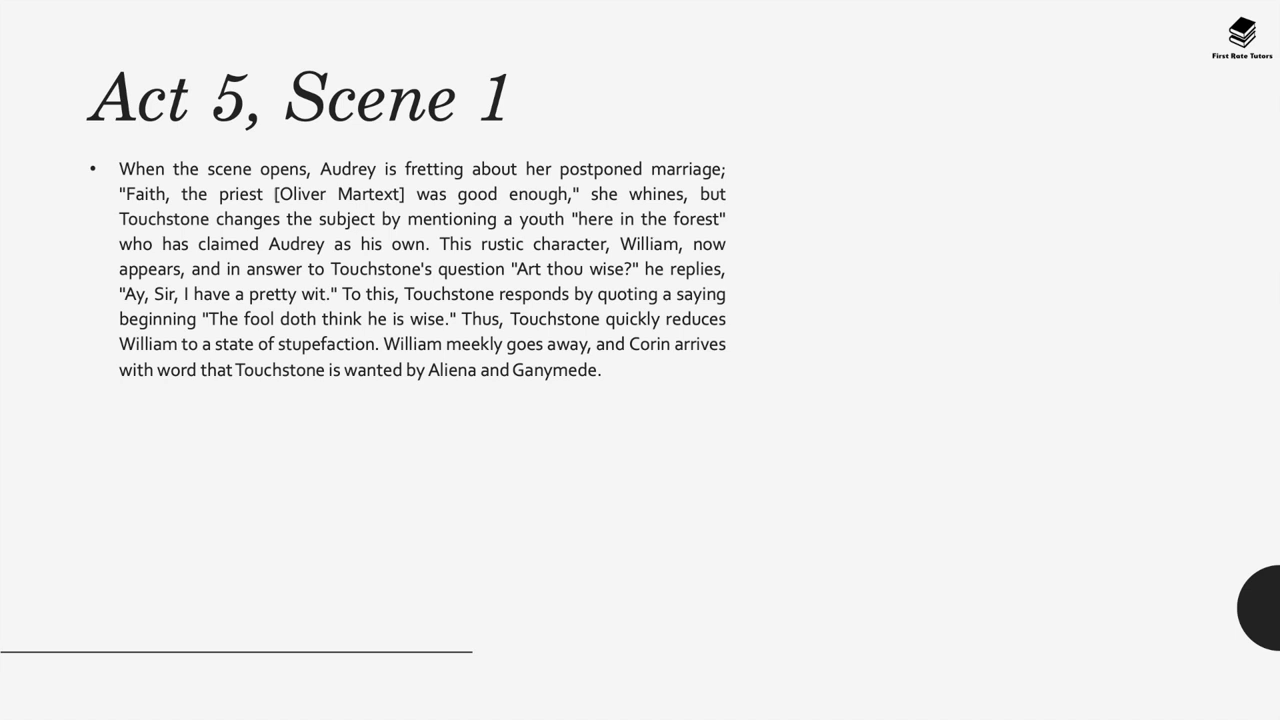 First Rate Tutors
Act 5, Scene 1
• When the scene opens, Audrey is fretting about her postponed marriage;
"Faith, the priest [Oliver Martext] was good enough," she whines, but
Touchstone changes the subject by mentioning a youth "here in the forest"
who has claimed Audrey as his own. This rustic character, William, now
appears, and in answer to Touchstone's question "Art thou wise?" he replies,
"Ay, Sir, I have a pretty wit." To this, Touchstone responds by quoting a saying
beginning "The fool doth think he is wise." Thus, Touchstone quickly reduces
William to a state of stupefaction. William meekly goes away, and Corin arrives
with word that Touchstone is wanted by Aliena and Ganymede.